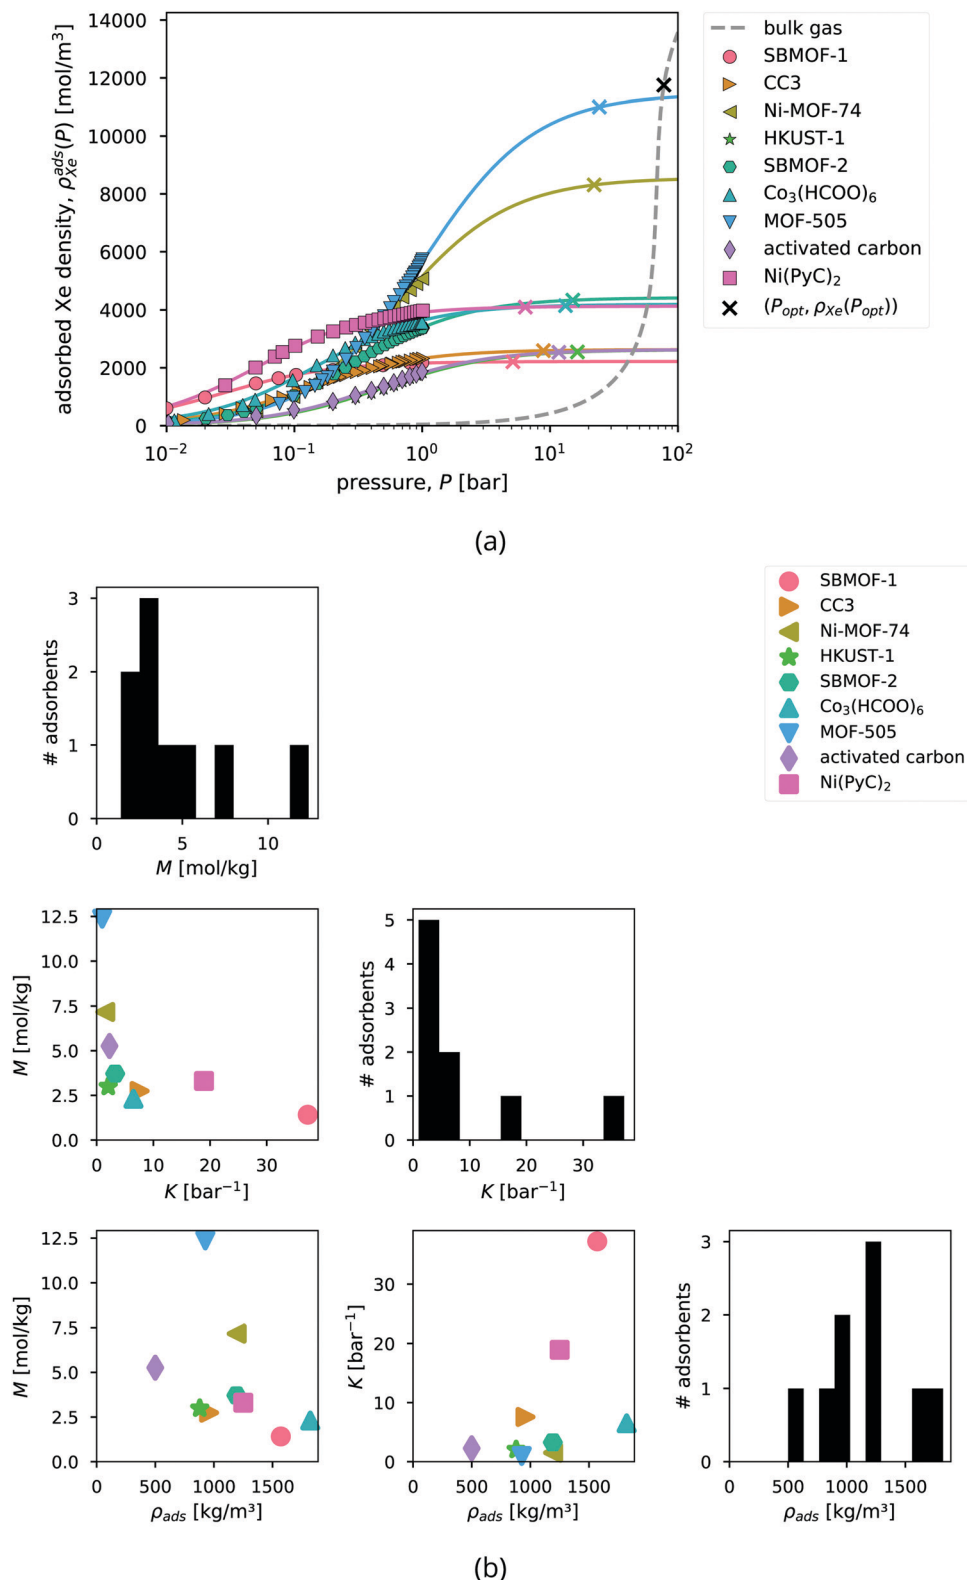 14000
12000
10000
8000
6000
4000
2000
0
adsorbed Xe density, ρ_Xe^ads(P) [mol/m³]
10⁻² 10⁻¹ 10⁰ 10¹ 10²
pressure, P [bar]
bulk gas
SBMOF-1
CC3
Ni-MOF-74
HKUST-1
SBMOF-2
Co₃(HCOO)₆
MOF-505
activated carbon
Ni(PyC)₂
(P_opt, ρ_Xe(P_opt))
(a)
3
2
1
0
# adsorbents
0 5 10
M [mol/kg]
SBMOF-1
CC3
Ni-MOF-74
HKUST-1
SBMOF-2
Co₃(HCOO)₆
MOF-505
activated carbon
Ni(PyC)₂
12.5
10.0
7.5
5.0
2.5
0.0
M [mol/kg]
0 10 20 30
K [bar⁻¹]
5
4
3
2
1
0
# adsorbents
0 10 20 30
K [bar⁻¹]
12.5
10.0
7.5
5.0
2.5
0.0
M [mol/kg]
0 500 1000 1500
ρ_ads [kg/m³]
30
20
10
0
K [bar⁻¹]
0 500 1000 1500
ρ_ads [kg/m³]
3
2
1
0
# adsorbents
0 500 1000 1500
ρ_ads [kg/m³]
(b)